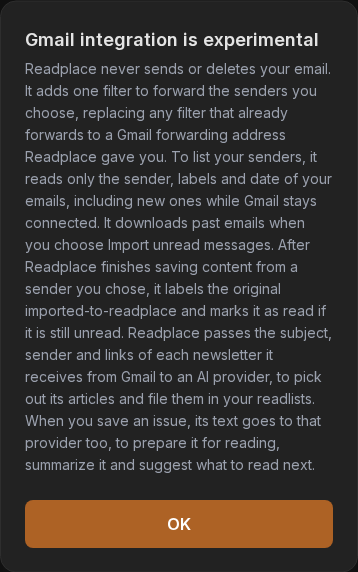 Gmail integration is experimental
Readplace never sends or deletes your email.
It adds one filter to forward the senders you
choose, replacing any filter that already
forwards to a Gmail forwarding address
Readplace gave you. To list your senders, it
reads only the sender, labels and date of your
emails, including new ones while Gmail stays
connected. It downloads past emails when
you choose Import unread messages. After
Readplace finishes saving content from a
sender you chose, it labels the original
imported-to-readplace and marks it as read if
it is still unread. Readplace passes the subject,
sender and links of each newsletter it
receives from Gmail to an AI provider, to pick
out its articles and file them in your readlists.
When you save an issue, its text goes to that
provider too, to prepare it for reading,
summarize it and suggest what to read next.
OK